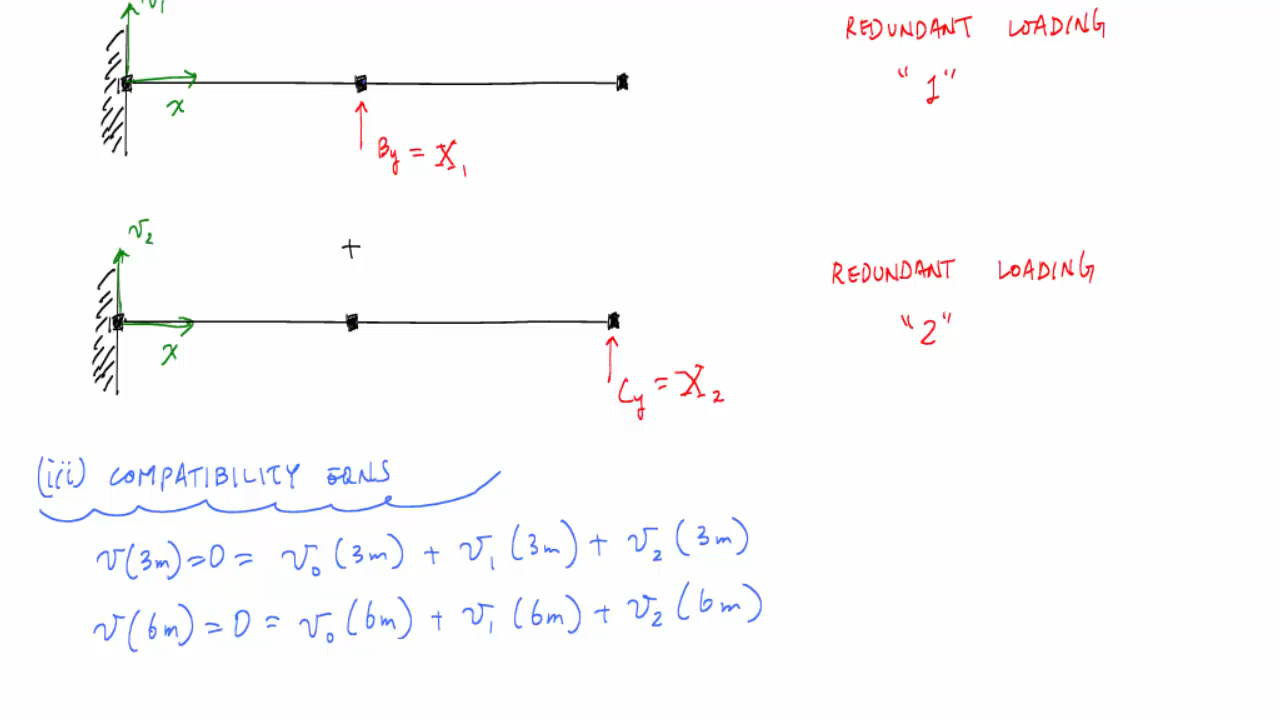 v₁
REDUNDANT LOADING
"1"
x
By = X₁
v₂
+
REDUNDANT LOADING
"2"
x
Cy = X₂
(iii) COMPATIBILITY EQNS
v(3m) = 0 = v₀(3m) + v₁(3m) + v₂(3m)
v(6m) = 0 = v₀(6m) + v₁(6m) + v₂(6m)